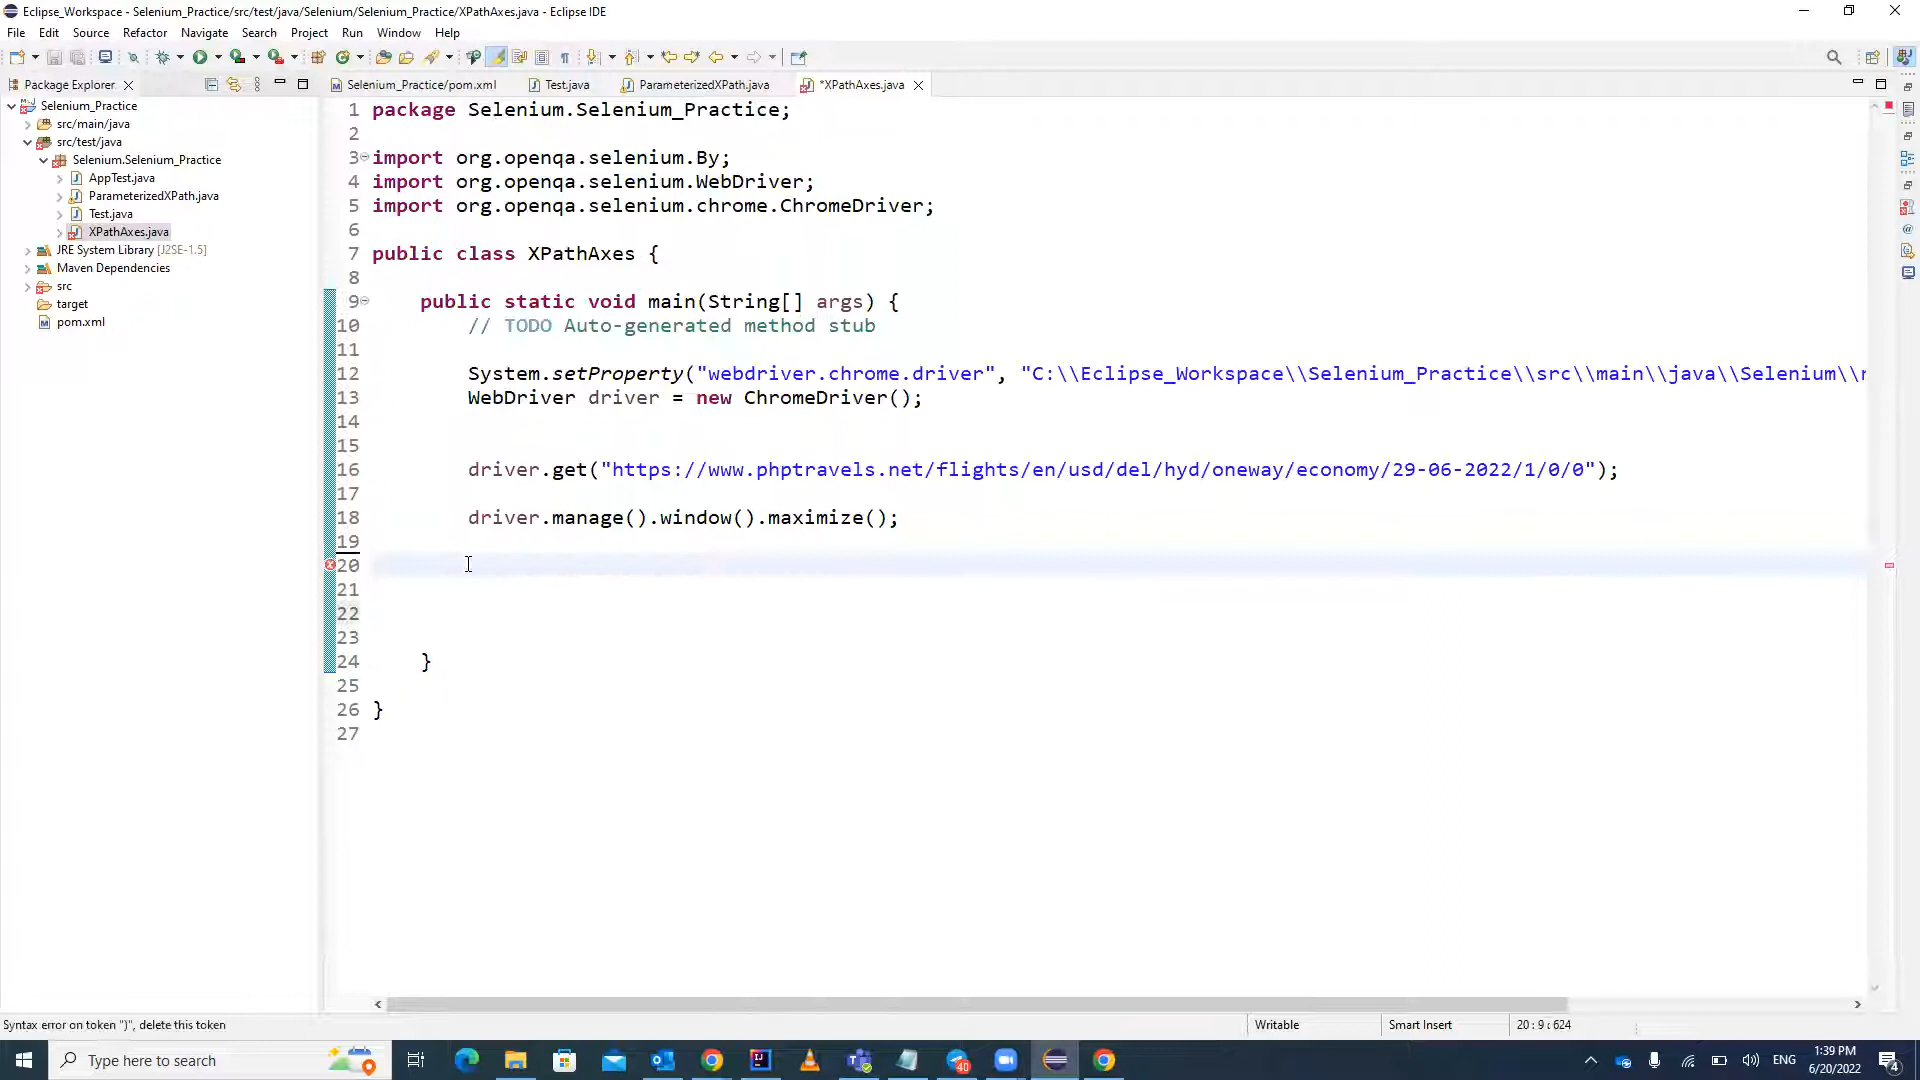 Eclipse_Workspace - Selenium_Practice/src/test/java/Selenium/Selenium_Practice/XPathAxes.java - Eclipse IDE
File Edit Source Refactor Navigate Search Project Run Window Help
Package Explorer
Selenium_Practice/pom.xml Test.java ParameterizedXPath.java *XPathAxes.java
Selenium_Practice
src/main/java
src/test/java
Selenium.Selenium_Practice
AppTest.java
ParameterizedXPath.java
Test.java
XPathAxes.java
JRE System Library [J2SE-1.5]
Maven Dependencies
src
target
pom.xml
1 package Selenium.Selenium_Practice;
2
3 import org.openqa.selenium.By;
4 import org.openqa.selenium.WebDriver;
5 import org.openqa.selenium.chrome.ChromeDriver;
6
7 public class XPathAxes {
8
9 public static void main(String[] args) {
10 // TODO Auto-generated method stub
11
12 System.setProperty("webdriver.chrome.driver", "C:\\Eclipse_Workspace\\Selenium_Practice\\src\\main\\java\\Selenium\\
13 WebDriver driver = new ChromeDriver();
14
15
16 driver.get("https://www.phptravels.net/flights/en/usd/del/hyd/oneway/economy/29-06-2022/1/0/0");
17
18 driver.manage().window().maximize();
19
20
21
22
23
24 }
25
26 }
27
Syntax error on token "}", delete this token
Writable Smart Insert 20 : 9 : 624
Type here to search
40
ENG
1:39 PM
6/20/2022
4